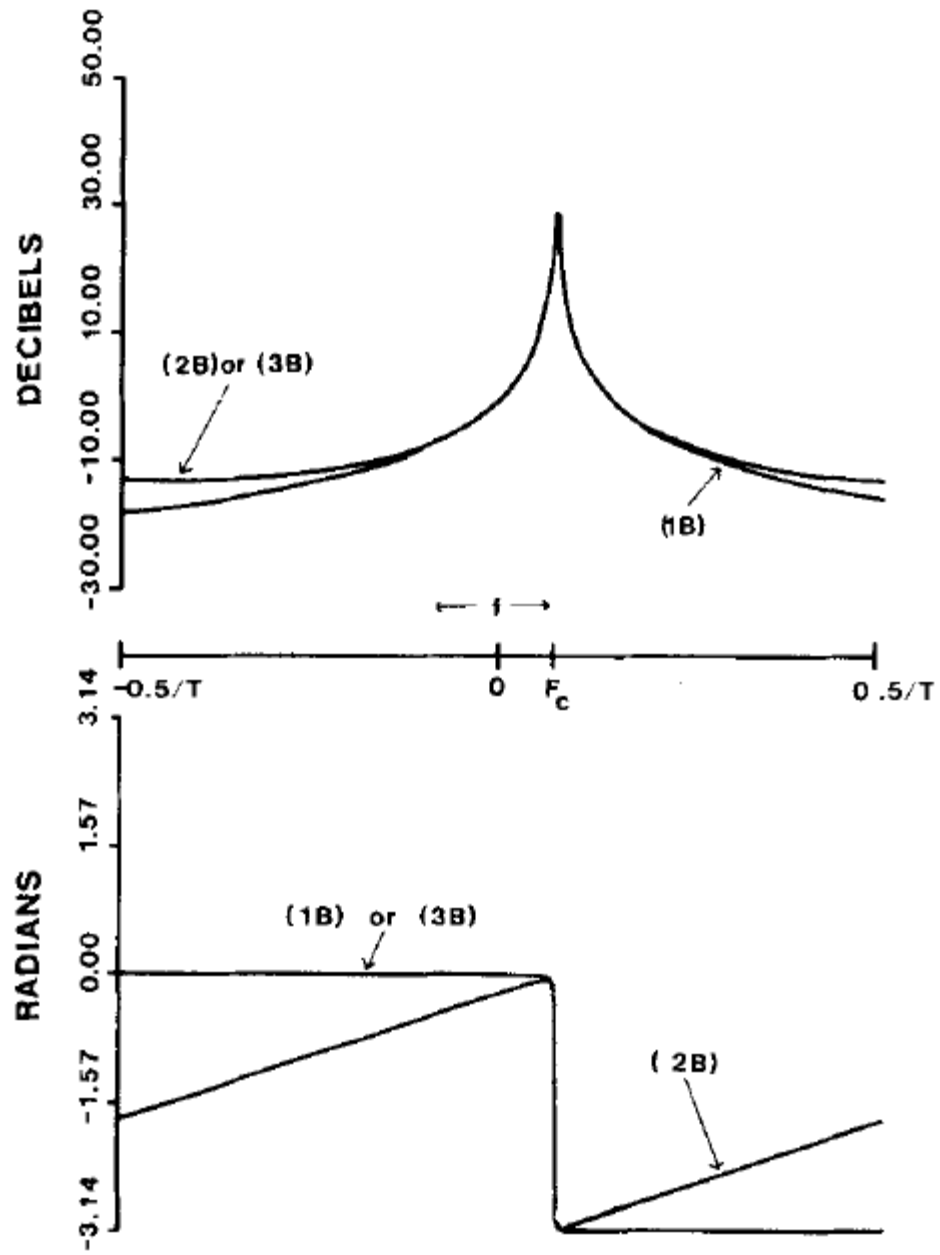 DECIBELS
50.00
30.00
10.00
-10.00
-30.00
(2B)or (3B)
(1B)
f
-0.5/T
0
Fc
0.5/T
RADIANS
3.14
1.57
0.00
-1.57
-3.14
(1B) or (3B)
(2B)